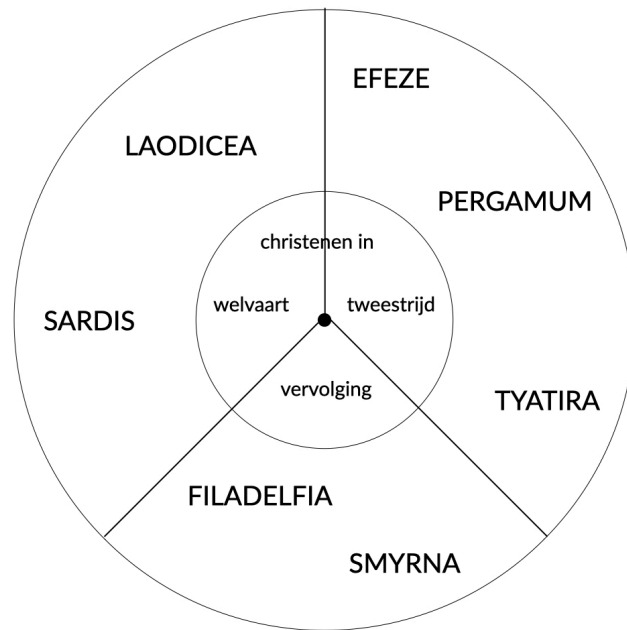 EFEZE
LAODICEA
PERGAMUM
christenen in
welvaart tweestrijd
SARDIS
vervolging
TYATIRA
FILADELFIA
SMYRNA